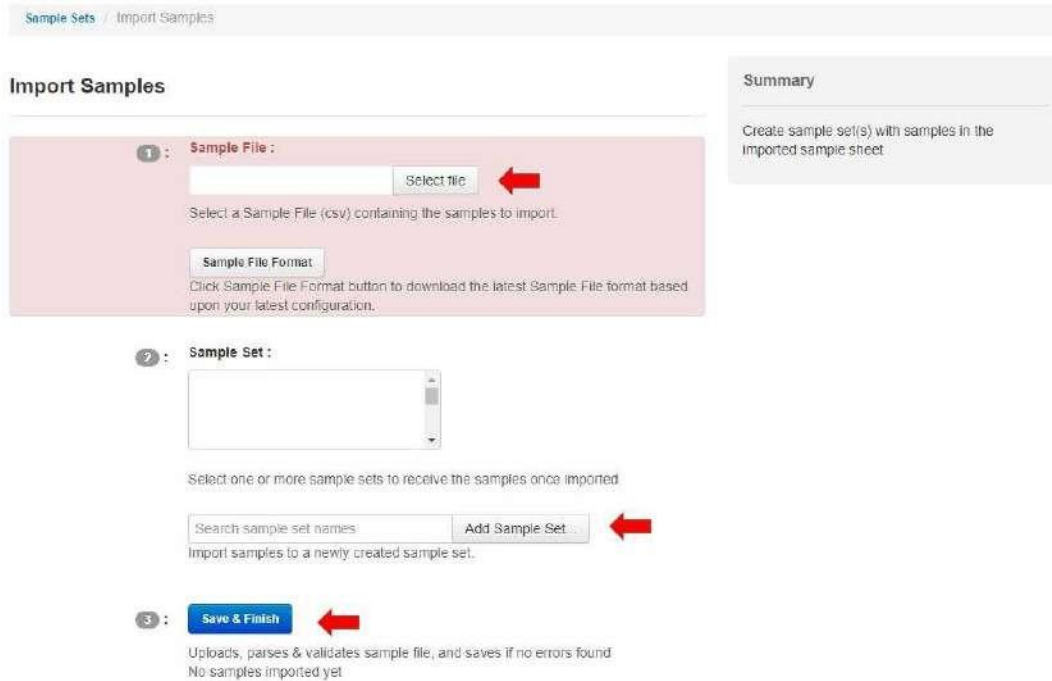 Sample Sets / Import Samples
Import Samples
1 : Sample File :
Select file
Select a Sample File (csv) containing the samples to import.
Sample File Format
Click Sample File Format button to download the latest Sample File format based
upon your latest configuration.
2 : Sample Set :
Select one or more sample sets to receive the samples once imported
Search sample set names
Add Sample Set...
Import samples to a newly created sample set.
3 : Save & Finish
Uploads, parses & validates sample file, and saves if no errors found
No samples imported yet
Summary
Create sample set(s) with samples in the
imported sample sheet